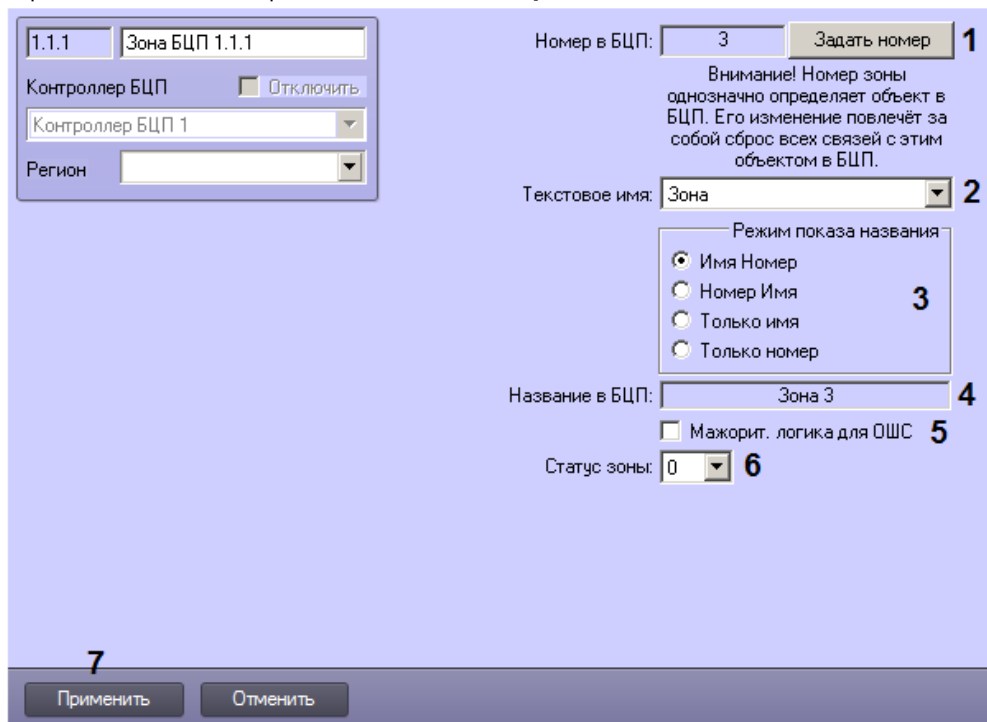 1.1.1 Зона БЦП 1.1.1
Контроллер БЦП Отключить
Контроллер БЦП 1
Регион
Номер в БЦП: 3 Задать номер 1
Внимание! Номер зоны
однозначно определяет объект в
БЦП. Его изменение повлечёт за
собой сброс всех связей с этим
объектом в БЦП.
Текстовое имя: Зона 2
Режим показа названия
Имя Номер
Номер Имя 3
Только имя
Только номер
Название в БЦП: Зона 3 4
Мажорит. логика для ОШС 5
Статус зоны: 0 6
7
Применить Отменить